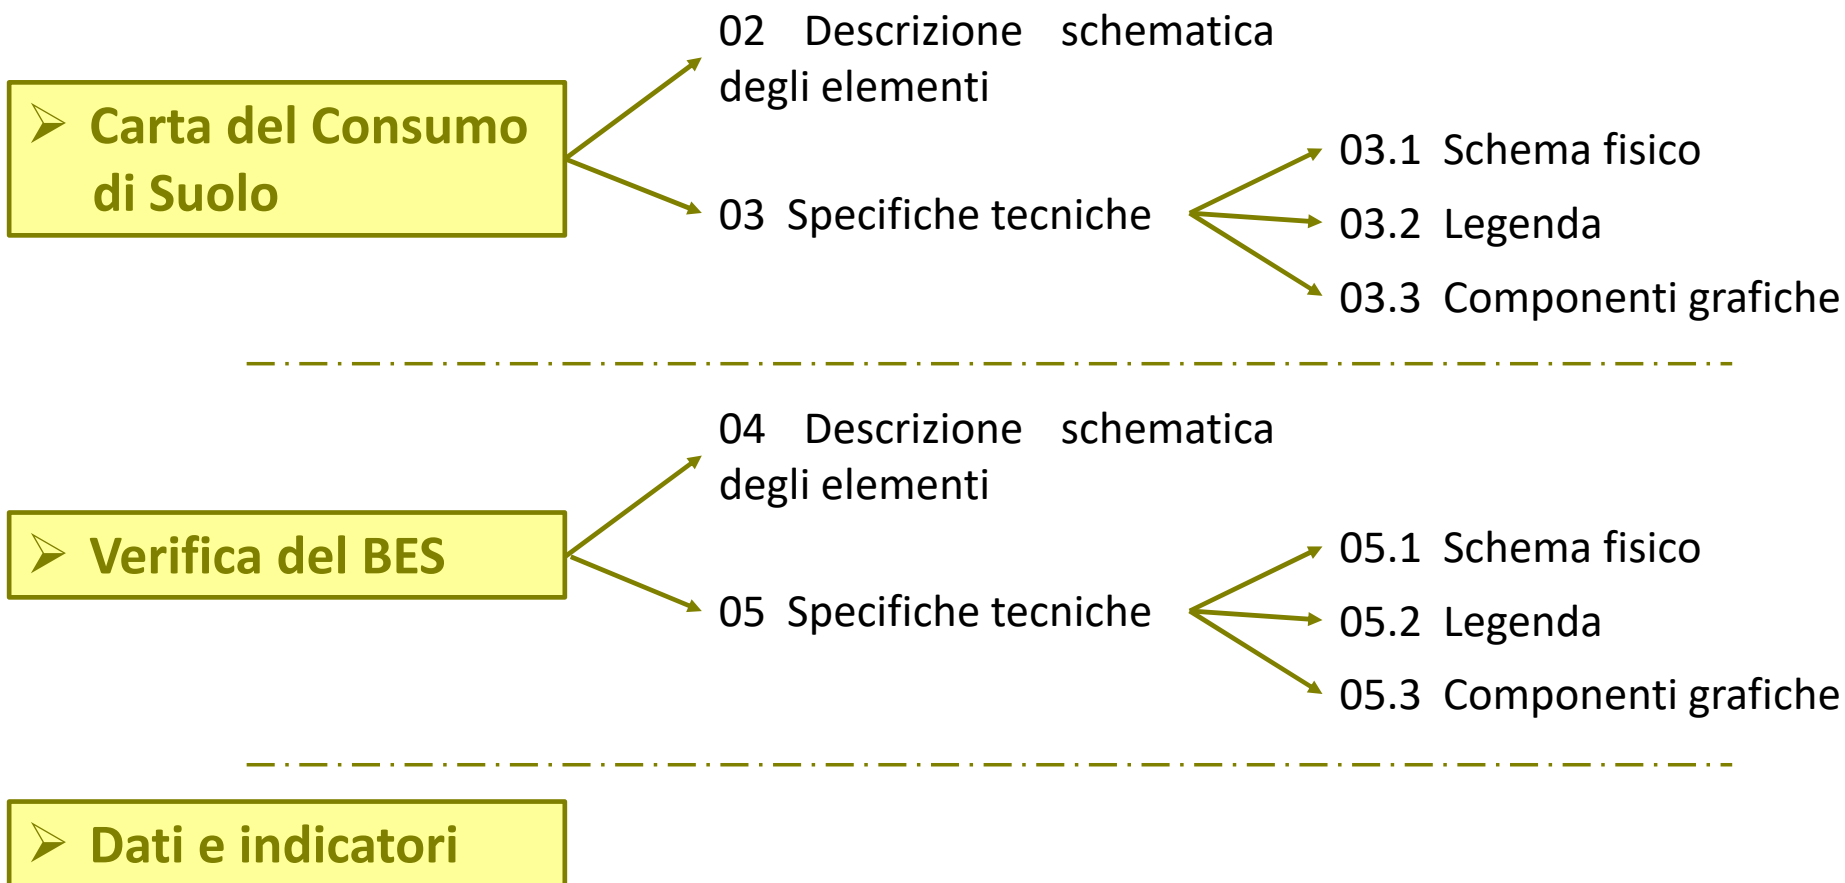 02 Descrizione schematica
degli elementi
➢ Carta del Consumo
di Suolo
03 Specifiche tecniche
03.1 Schema fisico
03.2 Legenda
03.3 Componenti grafiche
04 Descrizione schematica
degli elementi
➢ Verifica del BES
05 Specifiche tecniche
05.1 Schema fisico
05.2 Legenda
05.3 Componenti grafiche
➢ Dati e indicatori